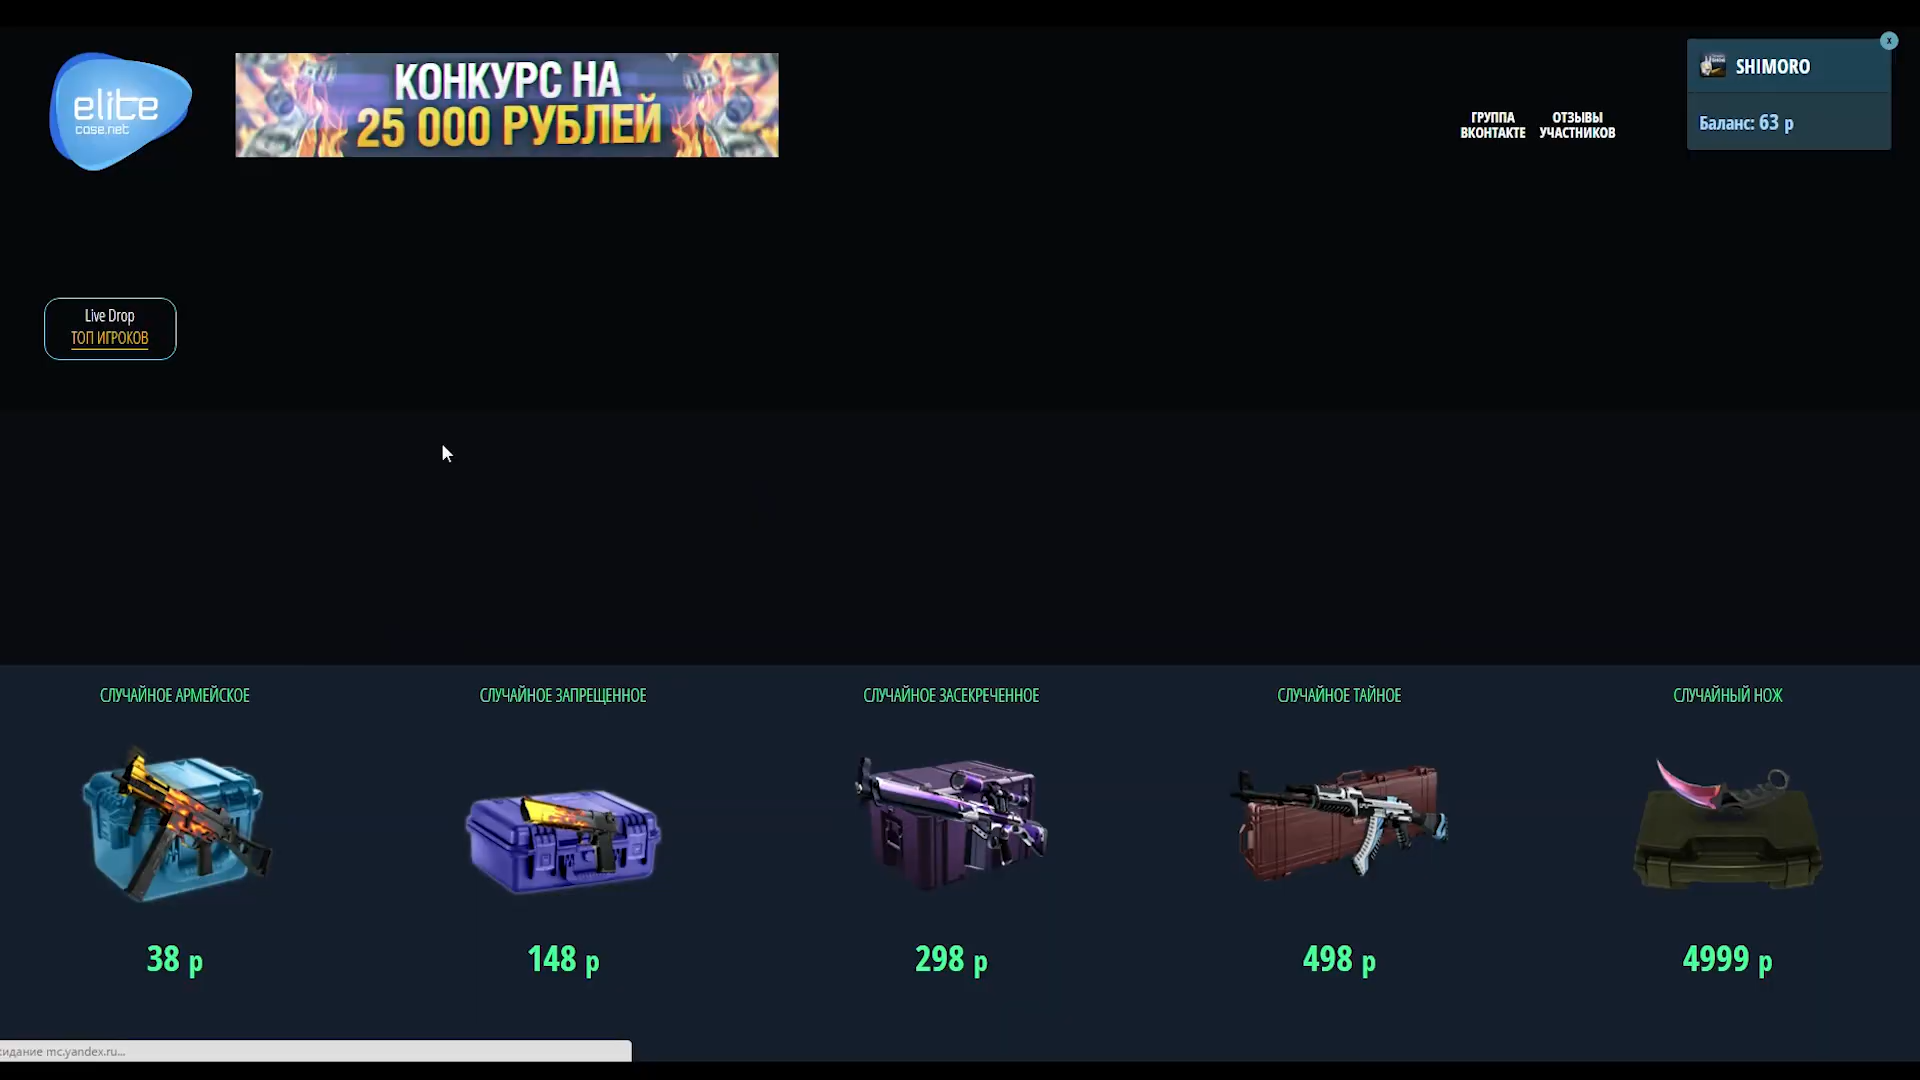 elite
case.net
КОНКУРС НА
25 000 РУБЛЕЙ
ГРУППА
ВКОНТАКТЕ
ОТЗЫВЫ
УЧАСТНИКОВ
x
SHIMORO
Баланс: 63 р
Live Drop
ТОП ИГРОКОВ
СЛУЧАЙНОЕ АРМЕЙСКОЕ
СЛУЧАЙНОЕ ЗАПРЕЩЕННОЕ
СЛУЧАЙНОЕ ЗАСЕКРЕЧЕННОЕ
СЛУЧАЙНОЕ ТАЙНОЕ
СЛУЧАЙНЫЙ НОЖ
38 р
148 р
298 р
498 р
4999 р
идание mc.yandex.ru...